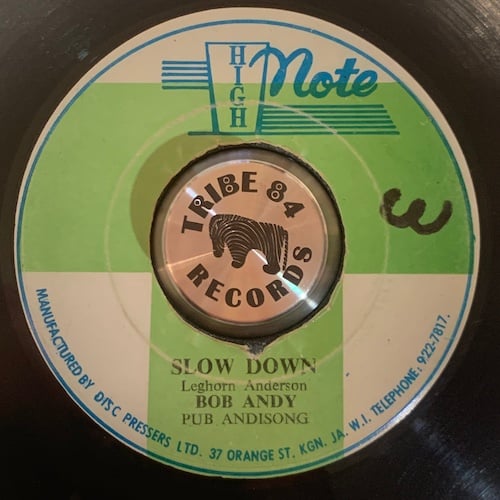 HIGH Note
TRIBE 84
RECORDS
3
SLOW DOWN
Leghorn Anderson
BOB ANDY
PUB ANDISONG
MANUFACTURED BY DISC PRESSERS LTD. 37 ORANGE ST. KGN. JA. W.I. TELEPHONE: 922-7817.